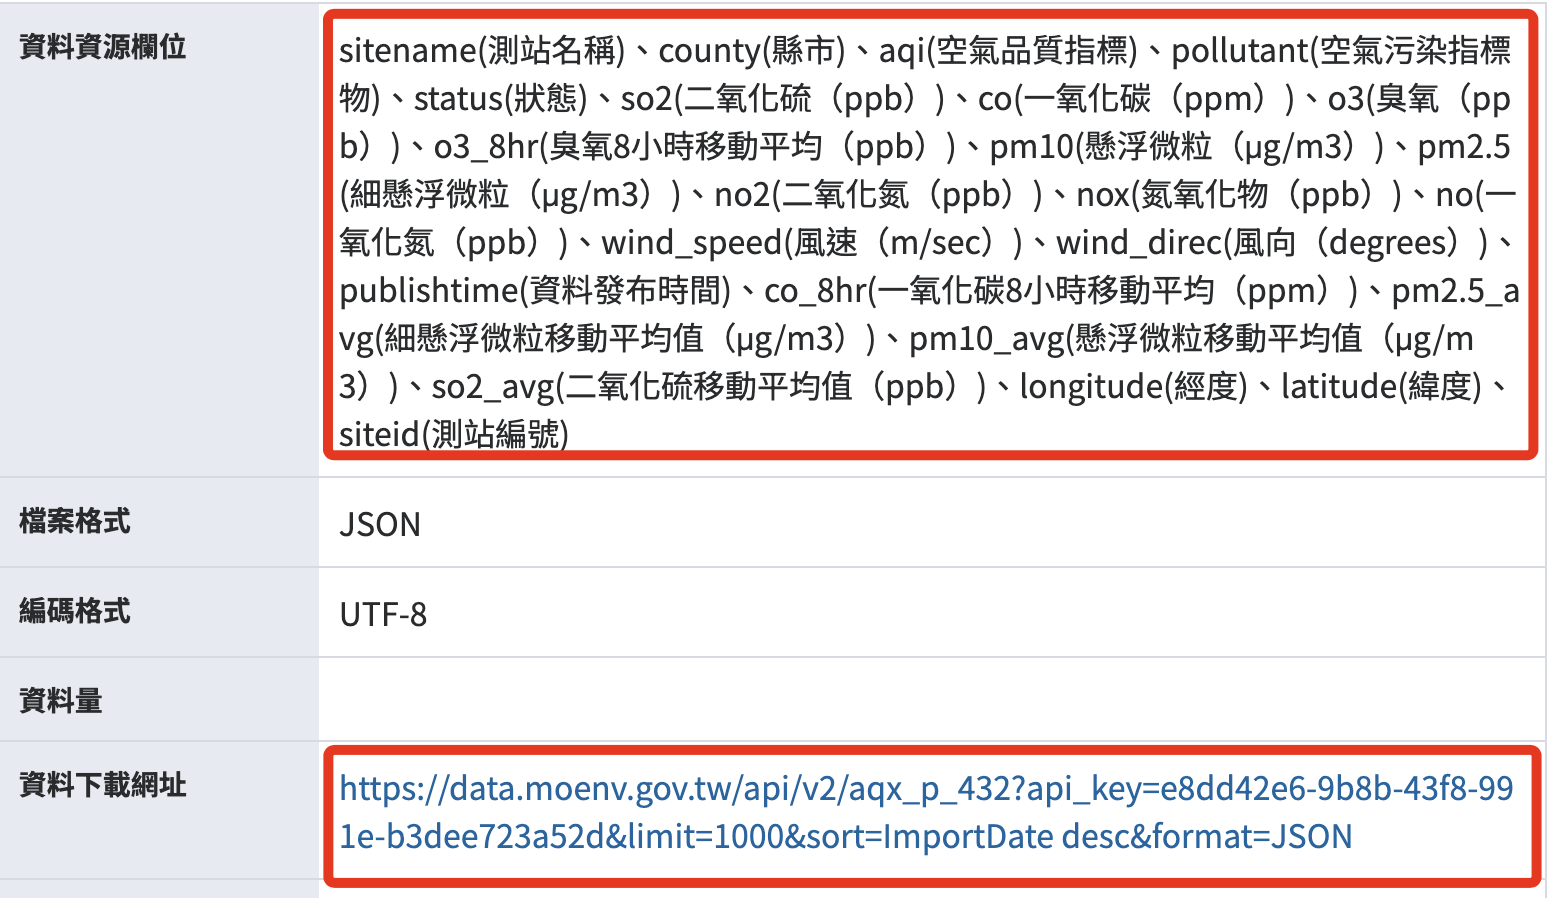 資料資源欄位
sitename(測站名稱)、county(縣市)、aqi(空氣品質指標)、pollutant(空氣污染指標
物)、status(狀態)、so2(二氧化硫（ppb）)、co(一氧化碳（ppm）)、o3(臭氧（pp
b）)、o3_8hr(臭氧8小時移動平均（ppb）)、pm10(懸浮微粒（μg/m3）)、pm2.5
(細懸浮微粒（μg/m3）)、no2(二氧化氮（ppb）)、nox(氮氧化物（ppb）)、no(一
氧化氮（ppb）)、wind_speed(風速（m/sec）)、wind_direc(風向（degrees）)、
publishtime(資料發布時間)、co_8hr(一氧化碳8小時移動平均（ppm）)、pm2.5_a
vg(細懸浮微粒移動平均值（μg/m3）)、pm10_avg(懸浮微粒移動平均值（μg/m
3）)、so2_avg(二氧化硫移動平均值（ppb）)、longitude(經度)、latitude(緯度)、
siteid(測站編號)
檔案格式
JSON
編碼格式
UTF-8
資料量
資料下載網址
https://data.moenv.gov.tw/api/v2/aqx_p_432?api_key=e8dd42e6-9b8b-43f8-99
1e-b3dee723a52d&limit=1000&sort=ImportDate desc&format=JSON